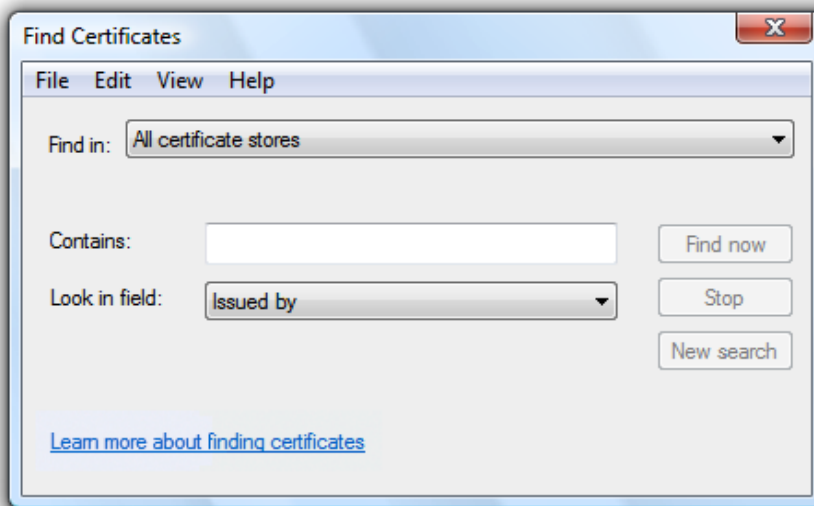 Find Certificates
File Edit View Help
Find in: All certificate stores
Contains: Find now
Look in field: Issued by Stop
New search
Learn more about finding certificates